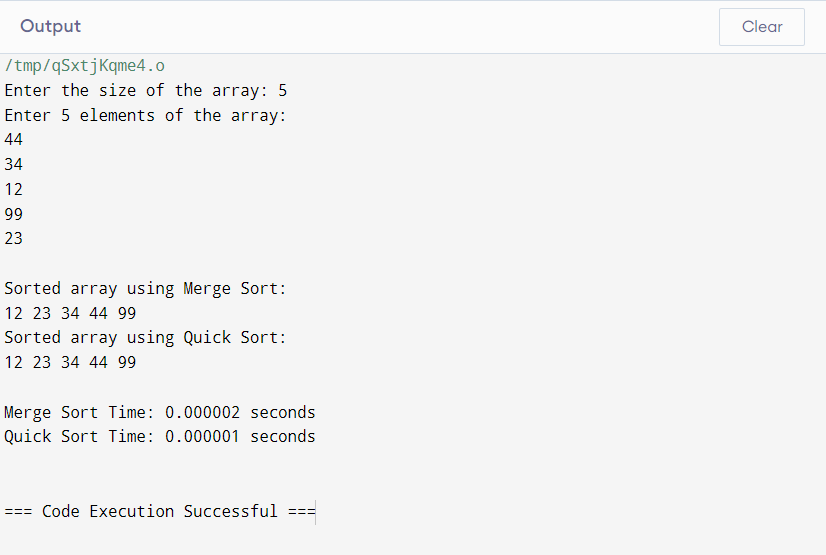 Output
Clear
/tmp/qSxtjKqme4.o
Enter the size of the array: 5
Enter 5 elements of the array:
44
34
12
99
23
Sorted array using Merge Sort:
12 23 34 44 99
Sorted array using Quick Sort:
12 23 34 44 99
Merge Sort Time: 0.000002 seconds
Quick Sort Time: 0.000001 seconds
=== Code Execution Successful ===